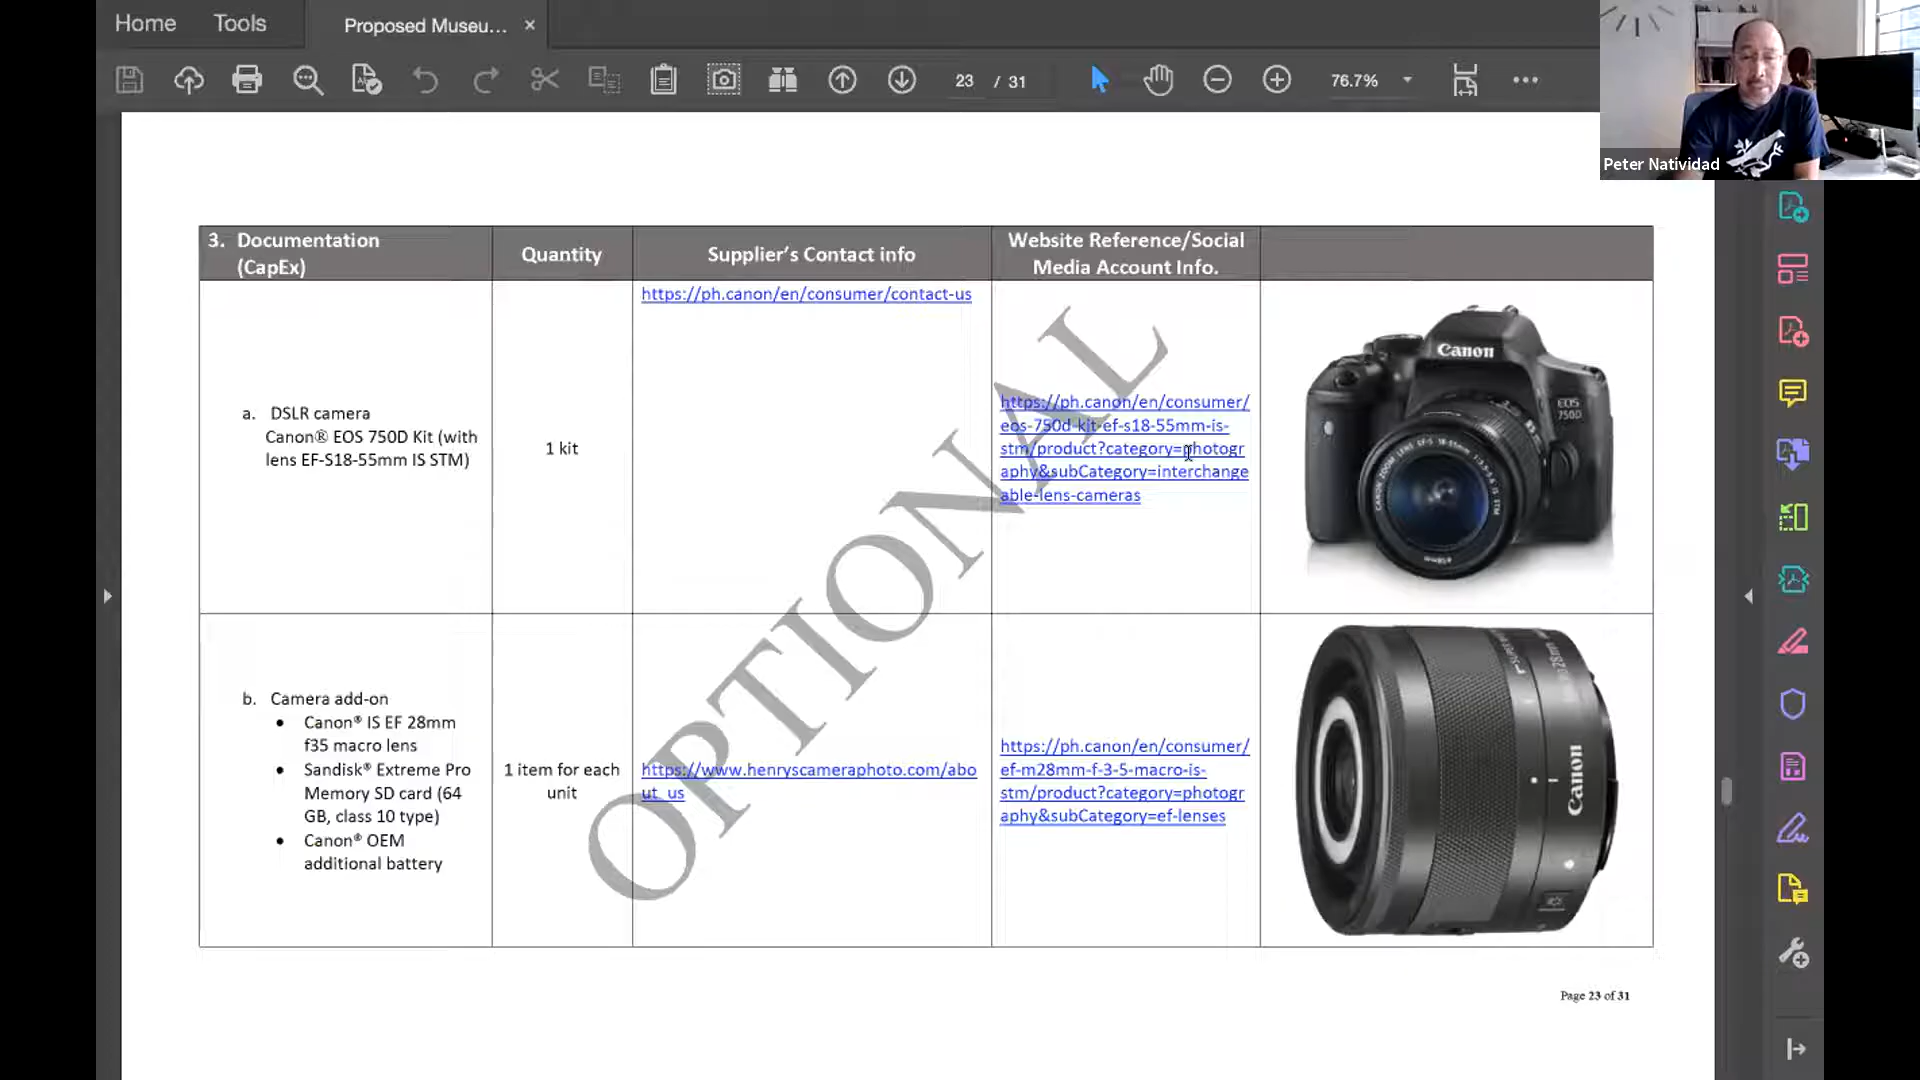 Home Tools Proposed Museu... ×
23 / 31 76.7%
Peter Natividad
3. Documentation
(CapEx)
Quantity
Supplier's Contact info
Website Reference/Social
Media Account Info.
a. DSLR camera
Canon® EOS 750D Kit (with
lens EF-S18-55mm IS STM)
1 kit
https://ph.canon/en/consumer/contact-us
https://ph.canon/en/consumer/
eos-750d-kit-ef-s18-55mm-is-
stm/product?category=photogr
aphy&subCategory=interchange
able-lens-cameras
Canon
EOS
750D
OPTIONAL
b. Camera add-on
• Canon® IS EF 28mm
f35 macro lens
• Sandisk® Extreme Pro
Memory SD card (64
GB, class 10 type)
• Canon® OEM
additional battery
1 item for each
unit
https://www.henryscameraphoto.com/abo
ut_us
https://ph.canon/en/consumer/
ef-m28mm-f-3-5-macro-is-
stm/product?category=photogr
aphy&subCategory=ef-lenses
Canon
Page 23 of 31